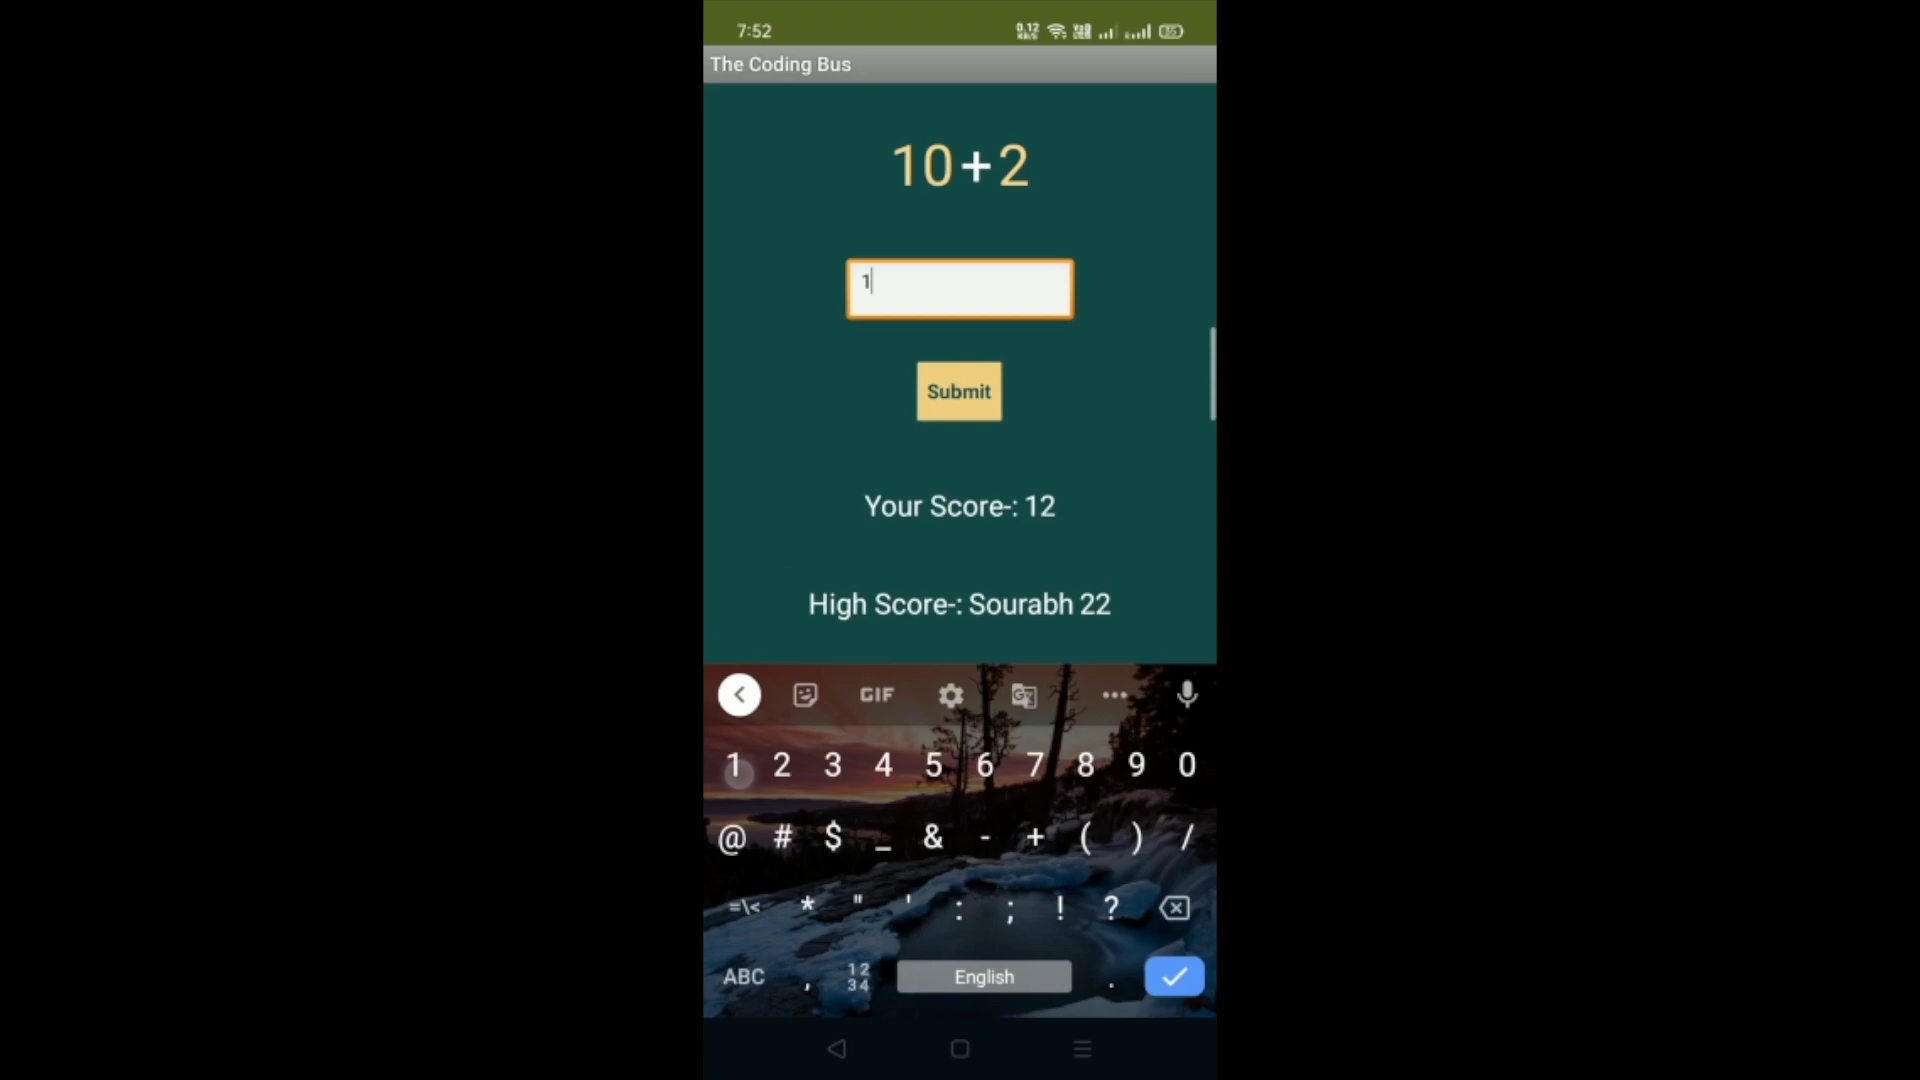 7:52
The Coding Bus
10+2
1
Submit
Your Score-: 12
High Score-: Sourabh 22
GIF
1 2 3 4 5 6 7 8 9 0
@ # $ _ & - + ( ) /
=\< * " ' : ; ! ?
ABC , 12 34 English .